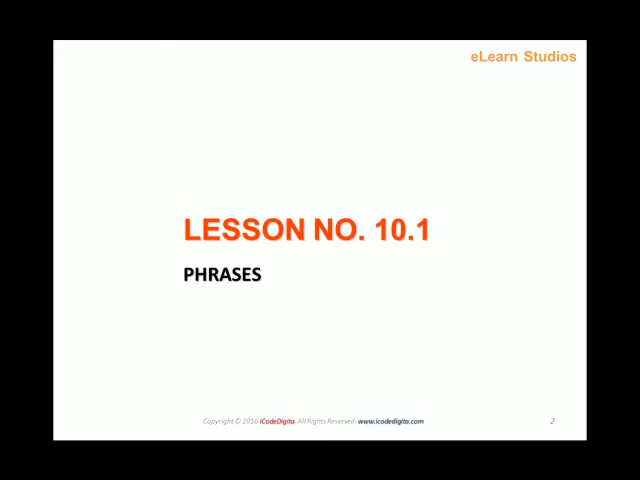 eLearn Studios
LESSON NO. 10.1
PHRASES
Copyright © 2016 iCodeDigita. All Rights Reserved. www.icodedigita.com
2